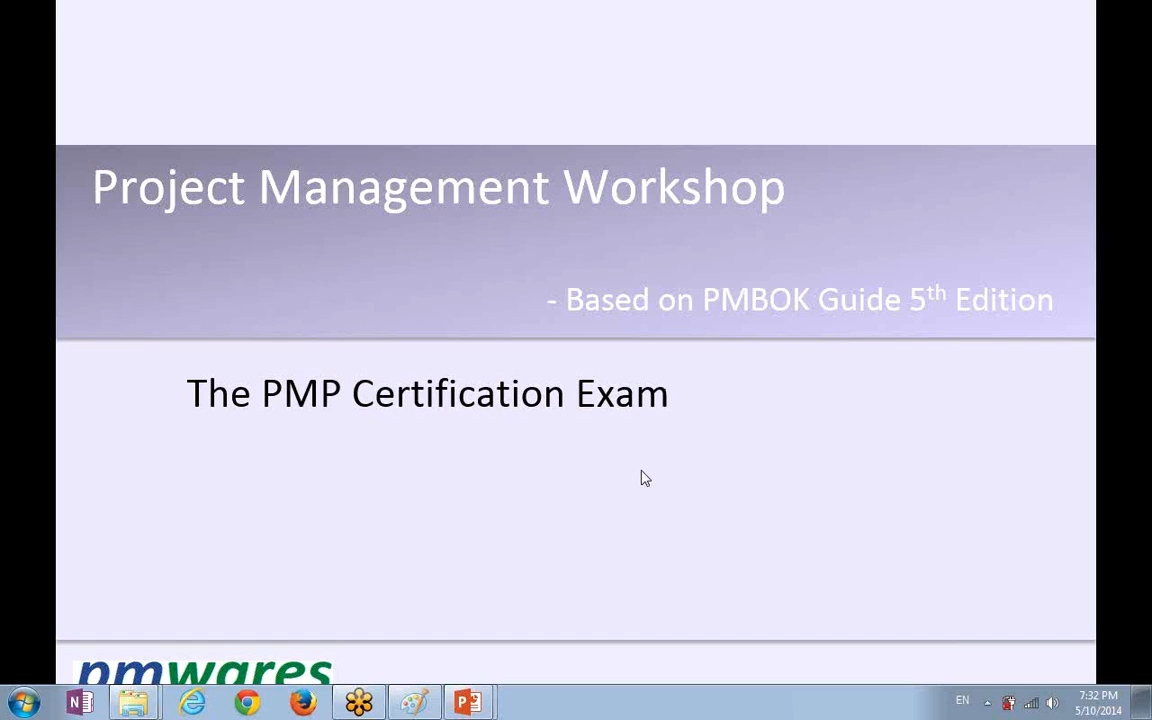 Project Management Workshop
- Based on PMBOK Guide 5th Edition
The PMP Certification Exam
pmwares
N
P
EN
7:32 PM
5/10/2014